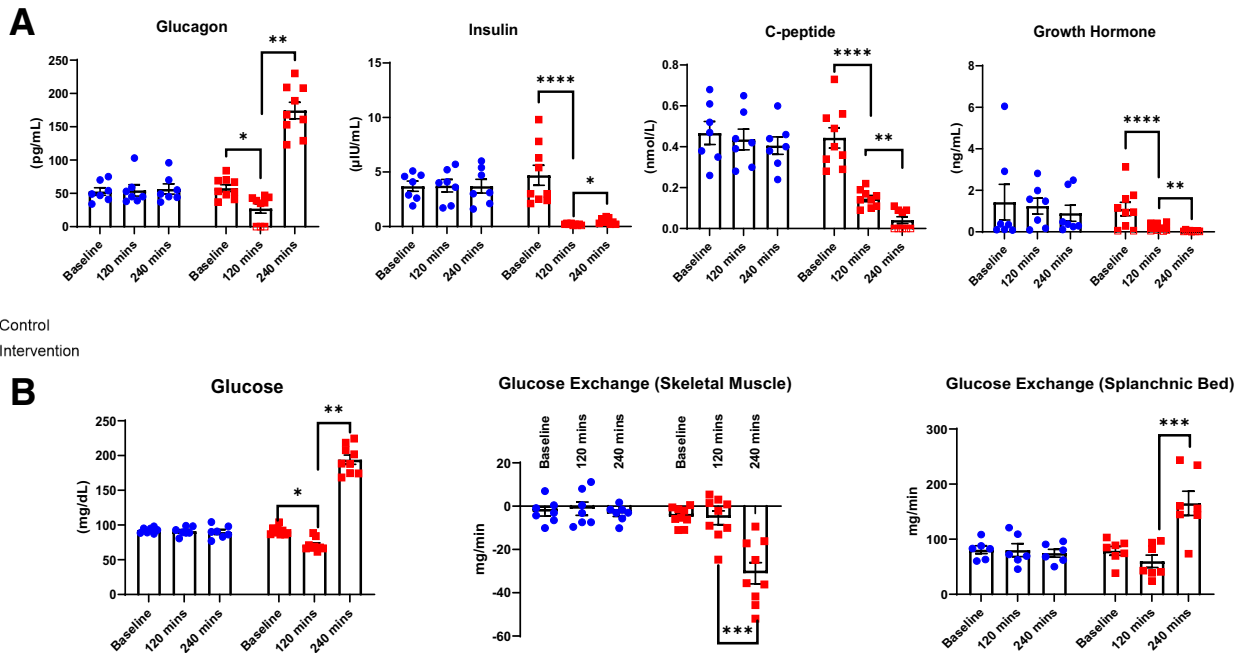 A
Glucagon
(pg/mL)
250
200
150
100
50
0
*
**
Baseline
120 mins
240 mins
Baseline
120 mins
240 mins
Insulin
(µIU/mL)
15
10
5
0
****
*
Baseline
120 mins
240 mins
Baseline
120 mins
240 mins
C-peptide
(nmol/L)
0.8
0.6
0.4
0.2
0.0
****
**
Baseline
120 mins
240 mins
Baseline
120 mins
240 mins
Growth Hormone
(ng/mL)
8
6
4
2
0
****
**
Baseline
120 mins
240 mins
Baseline
120 mins
240 mins
Control
Intervention
B
Glucose
(mg/dL)
250
200
150
100
50
0
*
**
Baseline
120 mins
240 mins
Baseline
120 mins
240 mins
Glucose Exchange (Skeletal Muscle)
mg/min
Baseline
120 mins
240 mins
Baseline
120 mins
240 mins
20
0
-20
-40
-60
***
Glucose Exchange (Splanchnic Bed)
mg/min
300
200
100
0
***
Baseline
120 mins
240 mins
Baseline
120 mins
240 mins